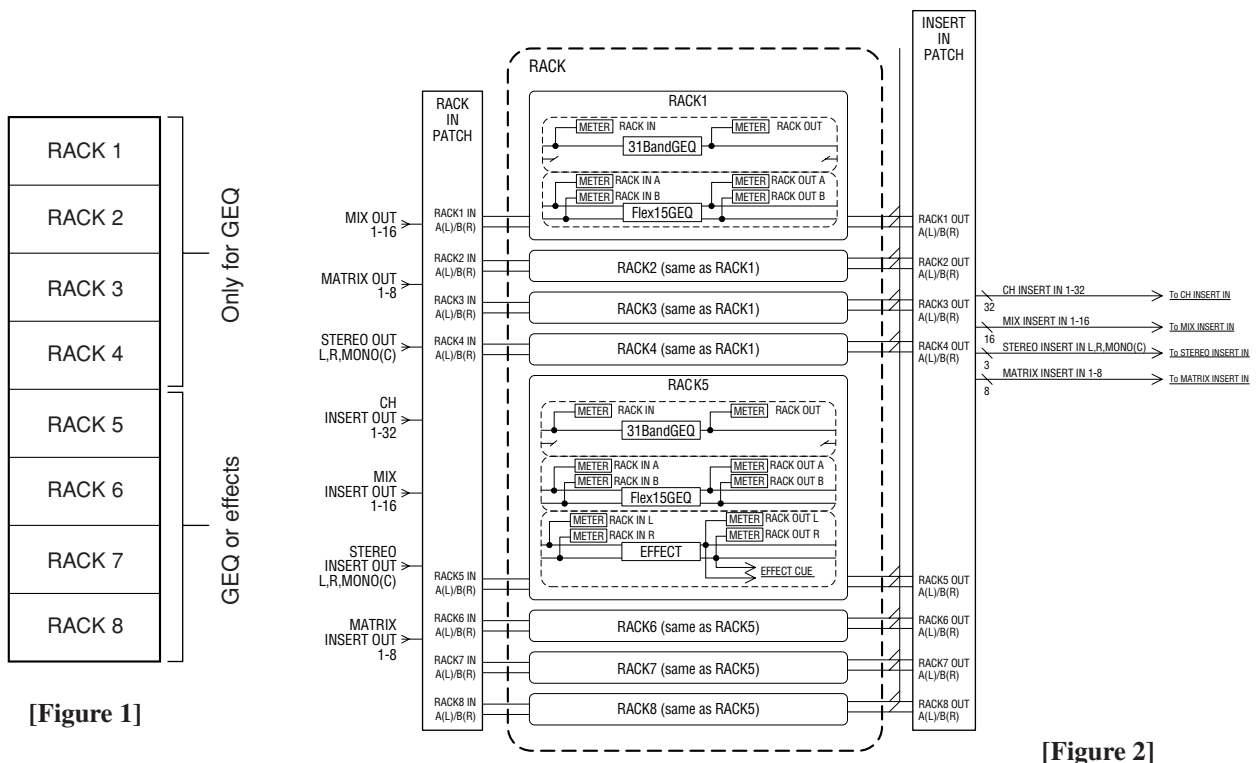 RACK 1
RACK 2
RACK 3
RACK 4
RACK 5
RACK 6
RACK 7
RACK 8
Only for GEQ
GEQ or effects
[Figure 1]
MIX OUT
1-16
MATRIX OUT
1-8
STEREO OUT
L,R,MONO(C)
CH
INSERT OUT
1-32
MIX
INSERT OUT
1-16
STEREO
INSERT OUT
L,R,MONO(C)
MATRIX
INSERT OUT
1-8
RACK
IN
PATCH
RACK1 IN
A(L)/B(R)
RACK2 IN
A(L)/B(R)
RACK3 IN
A(L)/B(R)
RACK4 IN
A(L)/B(R)
RACK5 IN
A(L)/B(R)
RACK6 IN
A(L)/B(R)
RACK7 IN
A(L)/B(R)
RACK8 IN
A(L)/B(R)
RACK
RACK1
METER RACK IN METER RACK OUT
31BandGEQ
METER RACK IN A METER RACK OUT A
METER RACK IN B METER RACK OUT B
Flex15GEQ
RACK2 (same as RACK1)
RACK3 (same as RACK1)
RACK4 (same as RACK1)
RACK5
METER RACK IN METER RACK OUT
31BandGEQ
METER RACK IN A METER RACK OUT A
METER RACK IN B METER RACK OUT B
Flex15GEQ
METER RACK IN L METER RACK OUT L
METER RACK IN R METER RACK OUT R
EFFECT
EFFECT CUE
RACK6 (same as RACK5)
RACK7 (same as RACK5)
RACK8 (same as RACK5)
INSERT
IN
PATCH
RACK1 OUT
A(L)/B(R)
RACK2 OUT
A(L)/B(R)
RACK3 OUT
A(L)/B(R)
RACK4 OUT
A(L)/B(R)
RACK5 OUT
A(L)/B(R)
RACK6 OUT
A(L)/B(R)
RACK7 OUT
A(L)/B(R)
RACK8 OUT
A(L)/B(R)
CH INSERT IN 1-32 To CH INSERT IN
32
MIX INSERT IN 1-16 To MIX INSERT IN
16
STEREO INSERT IN L,R,MONO(C) To STEREO INSERT IN
3
MATRIX INSERT IN 1-8 To MATRIX INSERT IN
8
[Figure 2]